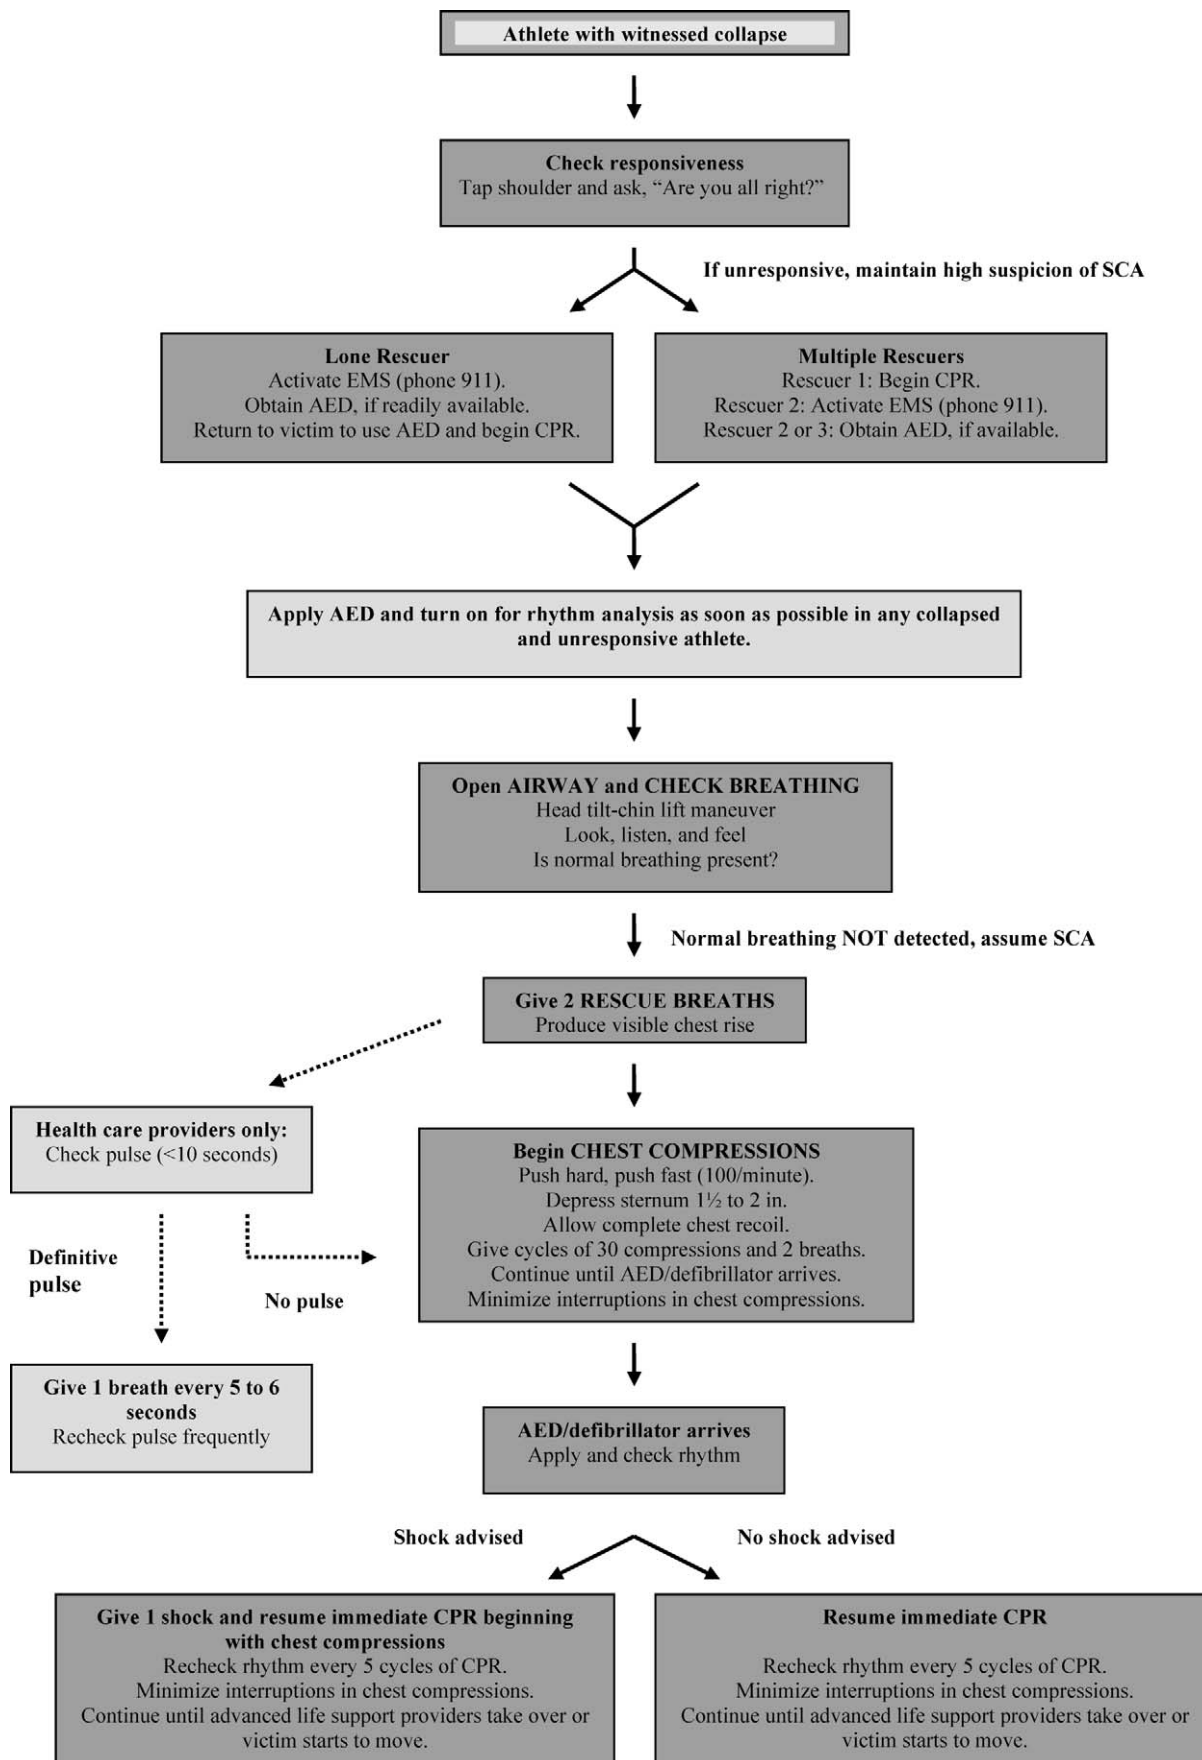 Athlete with witnessed collapse
Check responsiveness
Tap shoulder and ask, “Are you all right?”
If unresponsive, maintain high suspicion of SCA
Lone Rescuer
Activate EMS (phone 911).
Obtain AED, if readily available.
Return to victim to use AED and begin CPR.
Multiple Rescuers
Rescuer 1: Begin CPR.
Rescuer 2: Activate EMS (phone 911).
Rescuer 2 or 3: Obtain AED, if available.
Apply AED and turn on for rhythm analysis as soon as possible in any collapsed
and unresponsive athlete.
Open AIRWAY and CHECK BREATHING
Head tilt-chin lift maneuver
Look, listen, and feel
Is normal breathing present?
Normal breathing NOT detected, assume SCA
Give 2 RESCUE BREATHS
Produce visible chest rise
Health care providers only:
Check pulse (<10 seconds)
Definitive
pulse
No pulse
Give 1 breath every 5 to 6
seconds
Recheck pulse frequently
Begin CHEST COMPRESSIONS
Push hard, push fast (100/minute).
Depress sternum 1½ to 2 in.
Allow complete chest recoil.
Give cycles of 30 compressions and 2 breaths.
Continue until AED/defibrillator arrives.
Minimize interruptions in chest compressions.
AED/defibrillator arrives
Apply and check rhythm
Shock advised
No shock advised
Give 1 shock and resume immediate CPR beginning
with chest compressions
Recheck rhythm every 5 cycles of CPR.
Minimize interruptions in chest compressions.
Continue until advanced life support providers take over or
victim starts to move.
Resume immediate CPR
Recheck rhythm every 5 cycles of CPR.
Minimize interruptions in chest compressions.
Continue until advanced life support providers take over or
victim starts to move.